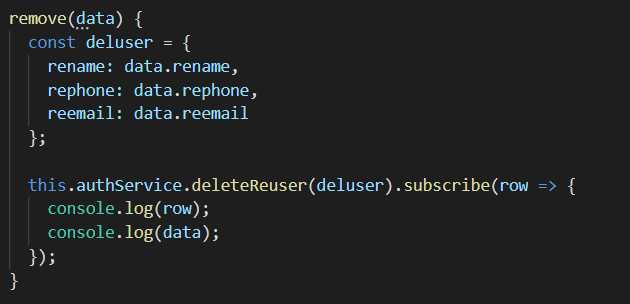 remove(data) {
  const deluser = {
    rename: data.rename,
    rephone: data.rephone,
    reemail: data.reemail
  };

  this.authService.deleteReuser(deluser).subscribe(row => {
    console.log(row);
    console.log(data);
  });
}